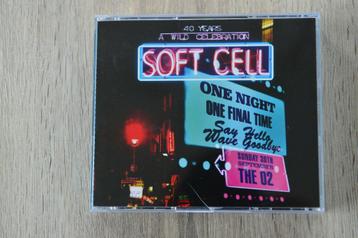 40 YEARS
A WILD CELEBRATION
SOFT CELL
ONE NIGHT
ONE FINAL TIME
Say Hello
Wave Goodbye
SUNDAY 30TH
SEPTEMBER
THE O2